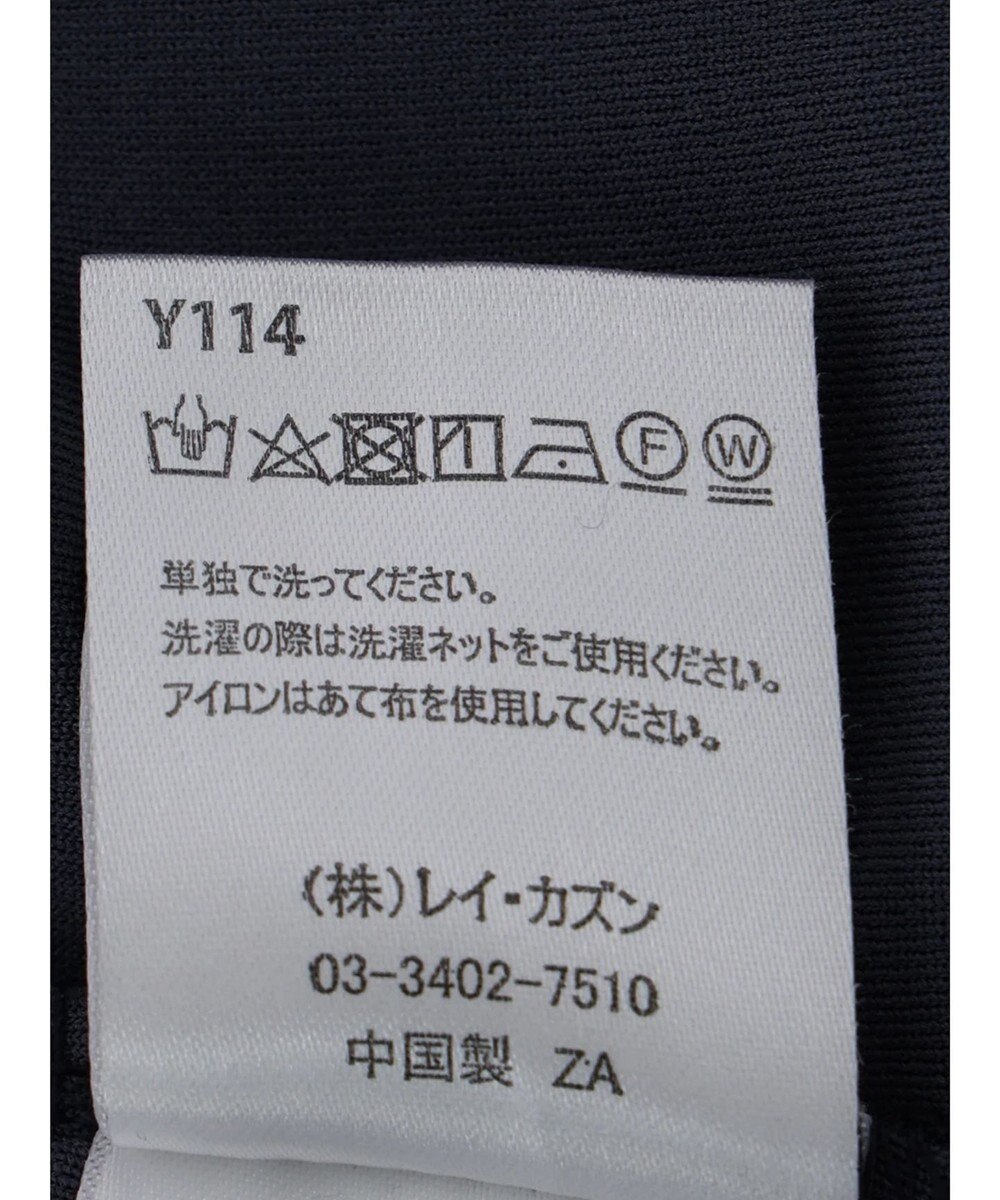 Y114
F W
単独で洗ってください。
洗濯の際は洗濯ネットをご使用ください。
アイロンはあて布を使用してください。
(株)レイ・カズン
03-3402-7510
中国製 ZA